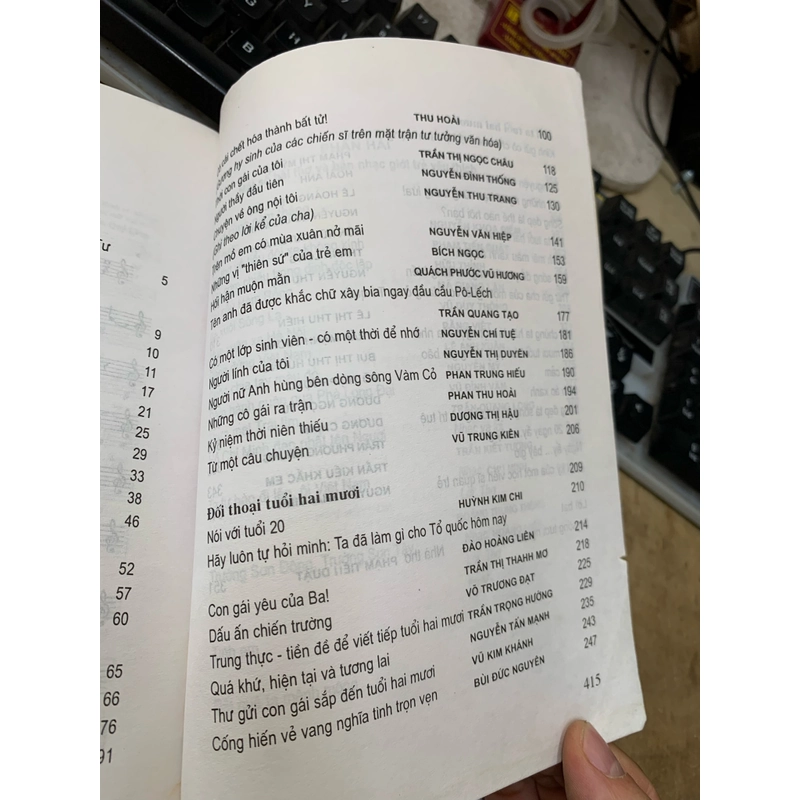 Tư
5
9
10
11
17
21
25
29
33
38
46
52
57
60
65
66
76
91
cái chết hóa thành bất tử! THU HOÀI 100
hy sinh của các chiến sĩ trên mặt trận tư tưởng văn hóa)
con gái của tôi TRẦN THỊ NGỌC CHÂU 118
Người thầy đầu tiên NGUYỄN ĐÌNH THỐNG 125
Chuyện về ông nội tôi NGUYỄN THU TRANG 130
(Ghi theo lời kể của cha)
Trên mộ em có mùa xuân nở mãi NGUYỄN VĂN HIỆP 141
Những vị "thiên sứ" của trẻ em BÍCH NGỌC 153
Hối hận muộn mằn QUÁCH PHƯỚC VŨ HƯƠNG 159
Tên anh đã được khắc chữ xây bia ngay đầu cầu Pô-Lếch
TRẦN QUANG TẠO 177
Có một lớp sinh viên - có một thời để nhớ NGUYỄN CHÍ TUỆ 181
Người lính của tôi NGUYỄN THỊ DUYÊN 186
Người nữ Anh hùng bên dòng sông Vàm Cỏ PHAN TRUNG HIẾU 190
Những cô gái ra trận PHAN THU HOÀI 194
Kỷ niệm thời niên thiếu DƯƠNG THỊ HẬU 201
Từ một câu chuyện VŨ TRUNG KIÊN 206
Đối thoại tuổi hai mươi 209
Nói với tuổi 20 HUỲNH KIM CHI 210
Hãy luôn tự hỏi mình: Ta đã làm gì cho Tổ quốc hôm nay
ĐÀO HOÀNG LIÊN 214
Con gái yêu của Ba! TRẦN THỊ THANH MƠ 218
Dấu ấn chiến trường VÕ TRƯƠNG ĐẠT 225
Trung thực - tiền đề để viết tiếp tuổi hai mươi TRẦN TRỌNG HƯỜNG 229
Quá khứ, hiện tại và tương lai NGUYỄN TẤN MẠNH 235
Thư gửi con gái sắp đến tuổi hai mươi VŨ KIM KHÁNH 243
Cống hiến vẻ vang nghĩa tình trọn vẹn BÙI ĐỨC NGUYÊN 247
415